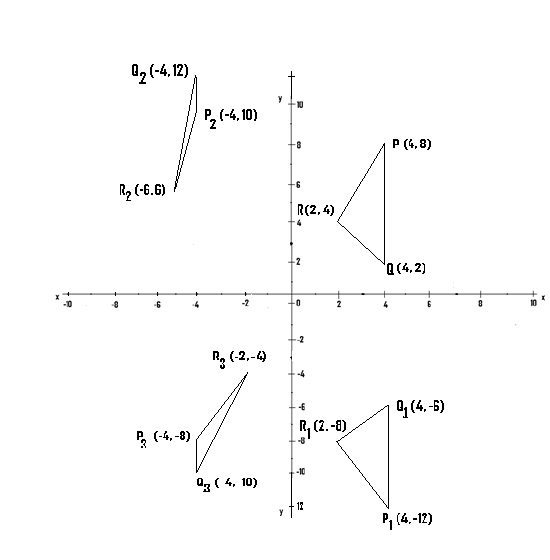 Q2 (-4,12)
P2 (-4,10)
R2 (-6,6)
y
10
8
P (4,8)
6
R(2,4)
4
2
Q (4,2)
x
-10
-8
-6
-4
-2
0
2
4
6
8
10
x
-2
R3 (-2,-4)
-4
-6
Q1 (4,-6)
R1 (2,-8)
P3 (-4,-8)
-8
Q3 ( 4, 10)
-10
y
12
P1 (4,-12)